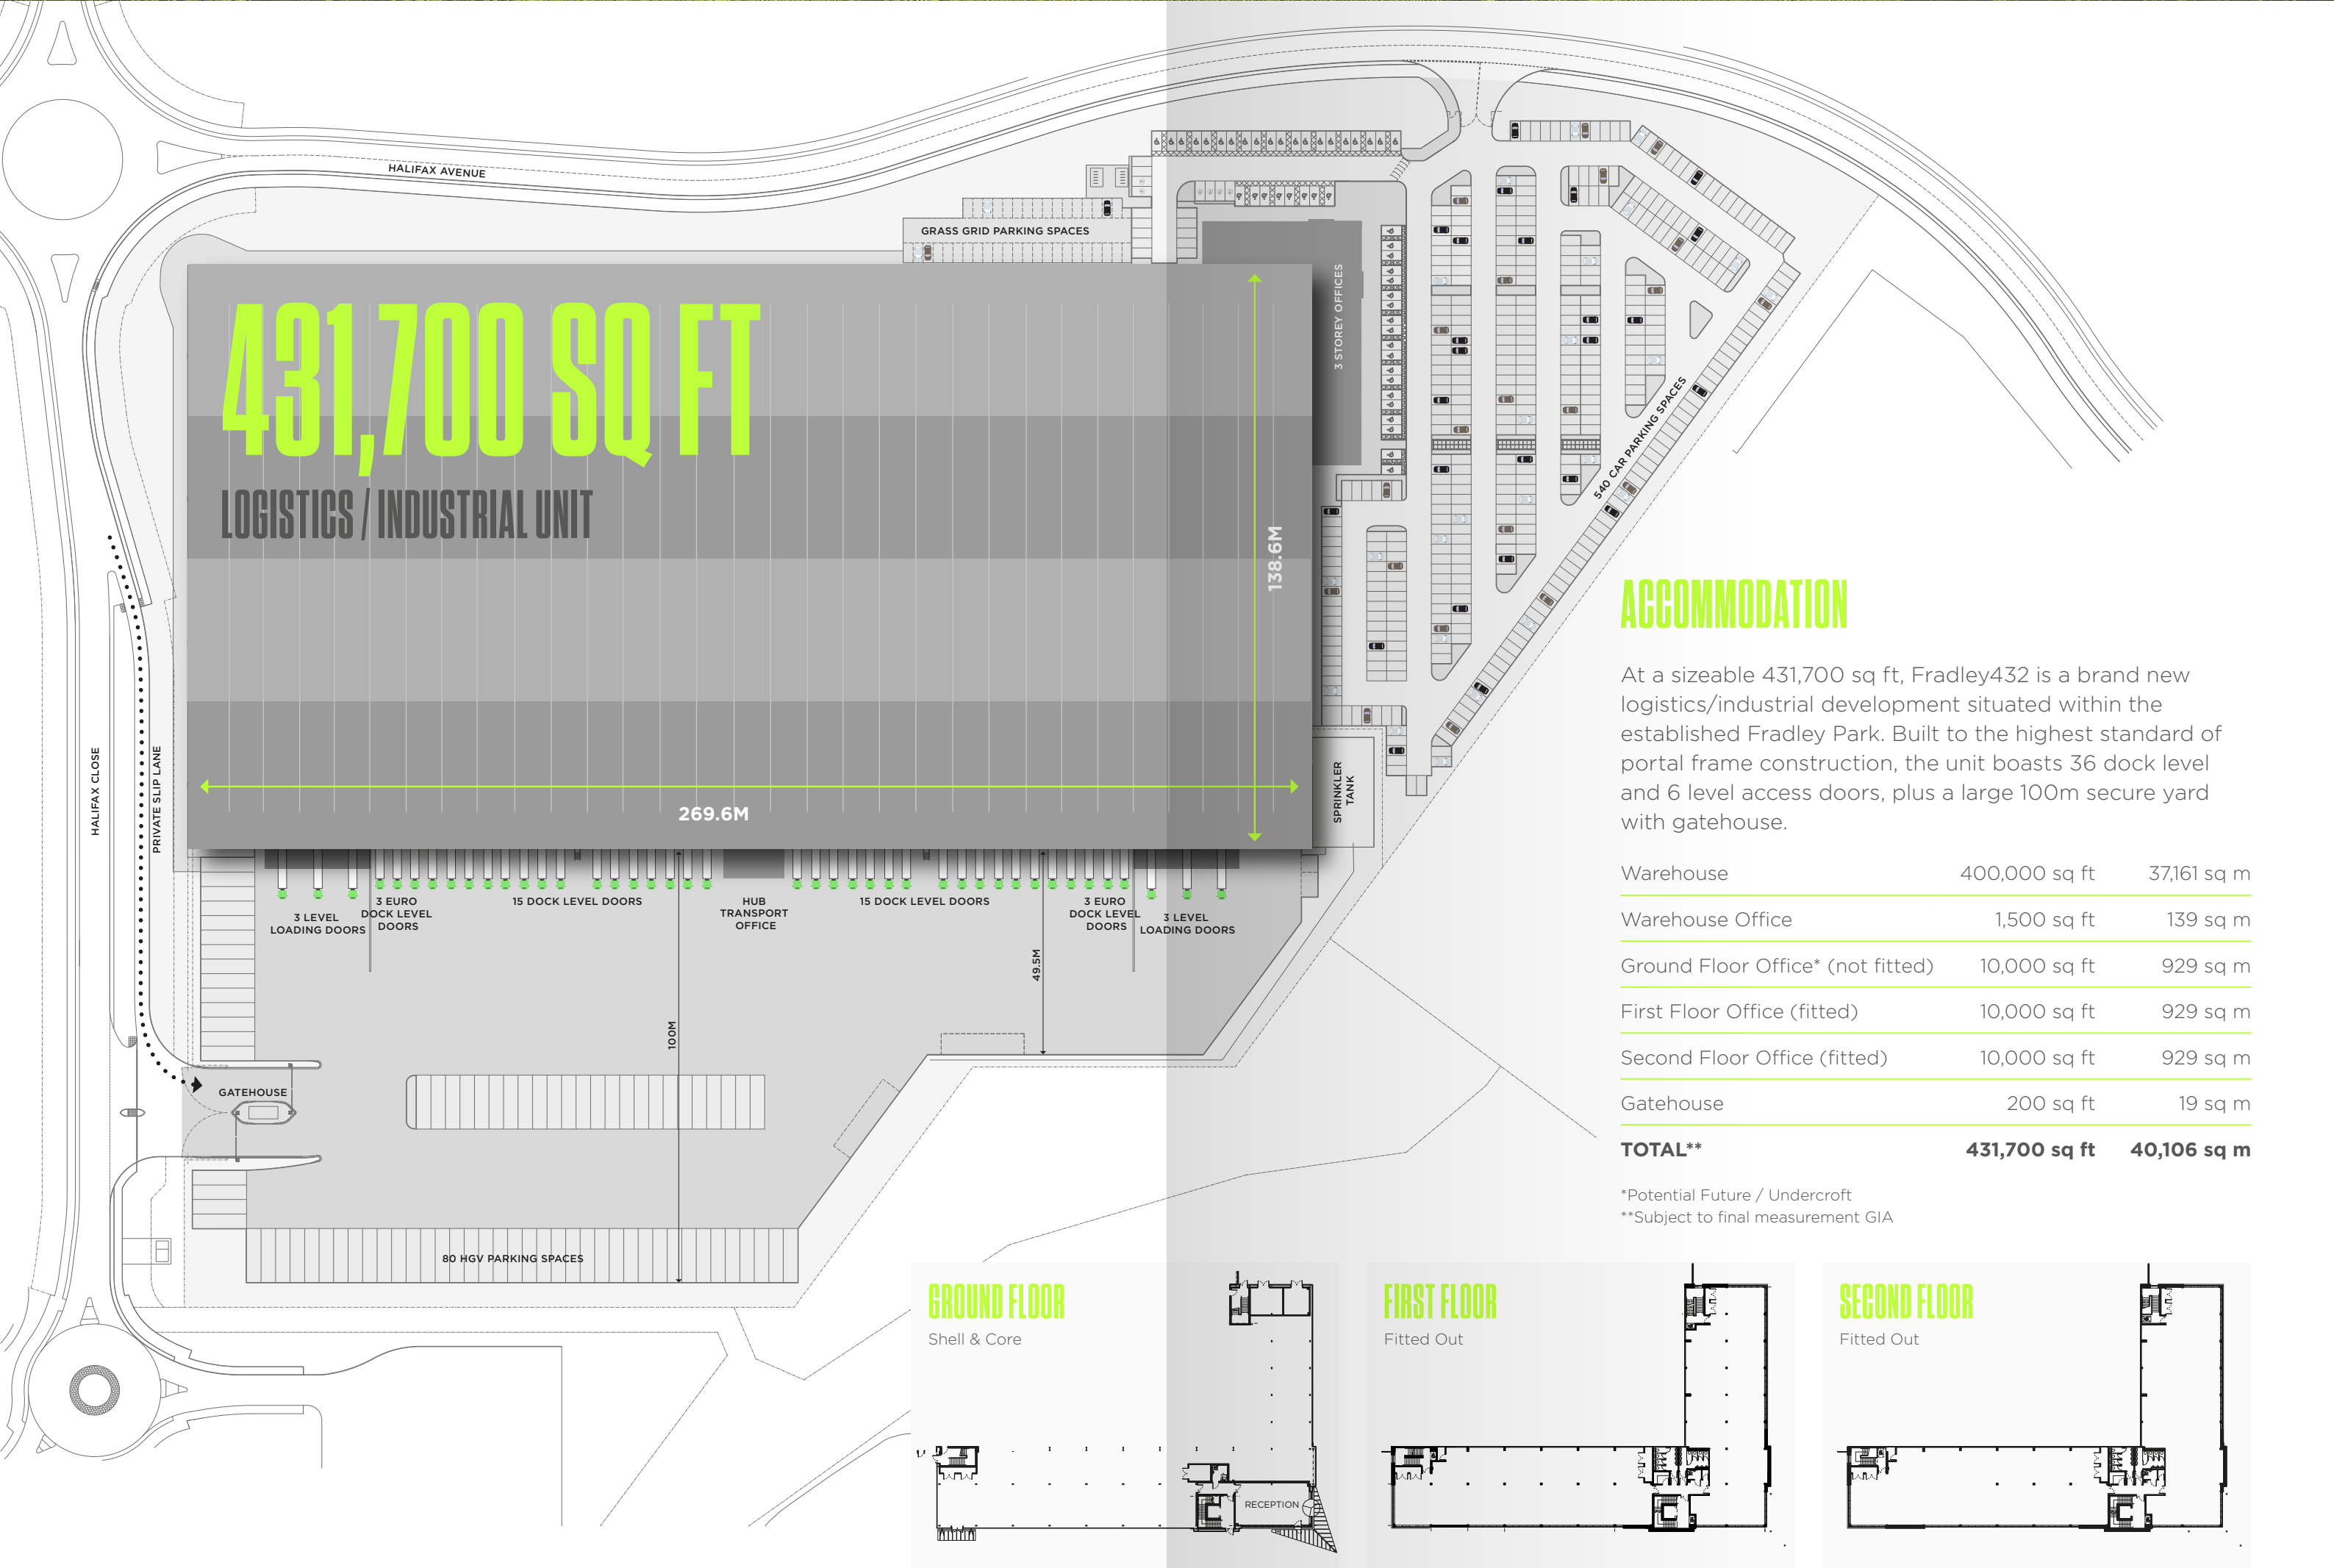 HALIFAX AVENUE
GRASS GRID PARKING SPACES
431,700 SQ FT
LOGISTICS / INDUSTRIAL UNIT
3 STOREY OFFICES
138.6M
269.6M
540 CAR PARKING SPACES
SPRINKLER
TANK
HALIFAX CLOSE
PRIVATE SLIP LANE
3 LEVEL
LOADING DOORS
3 EURO
DOCK LEVEL
DOORS
15 DOCK LEVEL DOORS
HUB
TRANSPORT
OFFICE
15 DOCK LEVEL DOORS
3 EURO
DOCK LEVEL
DOORS
3 LEVEL
LOADING DOORS
49.5M
100M
GATEHOUSE
80 HGV PARKING SPACES
ACCOMMODATION
At a sizeable 431,700 sq ft, Fradley432 is a brand new
logistics/industrial development situated within the
established Fradley Park. Built to the highest standard of
portal frame construction, the unit boasts 36 dock level
and 6 level access doors, plus a large 100m secure yard
with gatehouse.
Warehouse 400,000 sq ft 37,161 sq m
Warehouse Office 1,500 sq ft 139 sq m
Ground Floor Office* (not fitted) 10,000 sq ft 929 sq m
First Floor Office (fitted) 10,000 sq ft 929 sq m
Second Floor Office (fitted) 10,000 sq ft 929 sq m
Gatehouse 200 sq ft 19 sq m
TOTAL** 431,700 sq ft 40,106 sq m
*Potential Future / Undercroft
**Subject to final measurement GIA
GROUND FLOOR
Shell & Core
RECEPTION
FIRST FLOOR
Fitted Out
SECOND FLOOR
Fitted Out